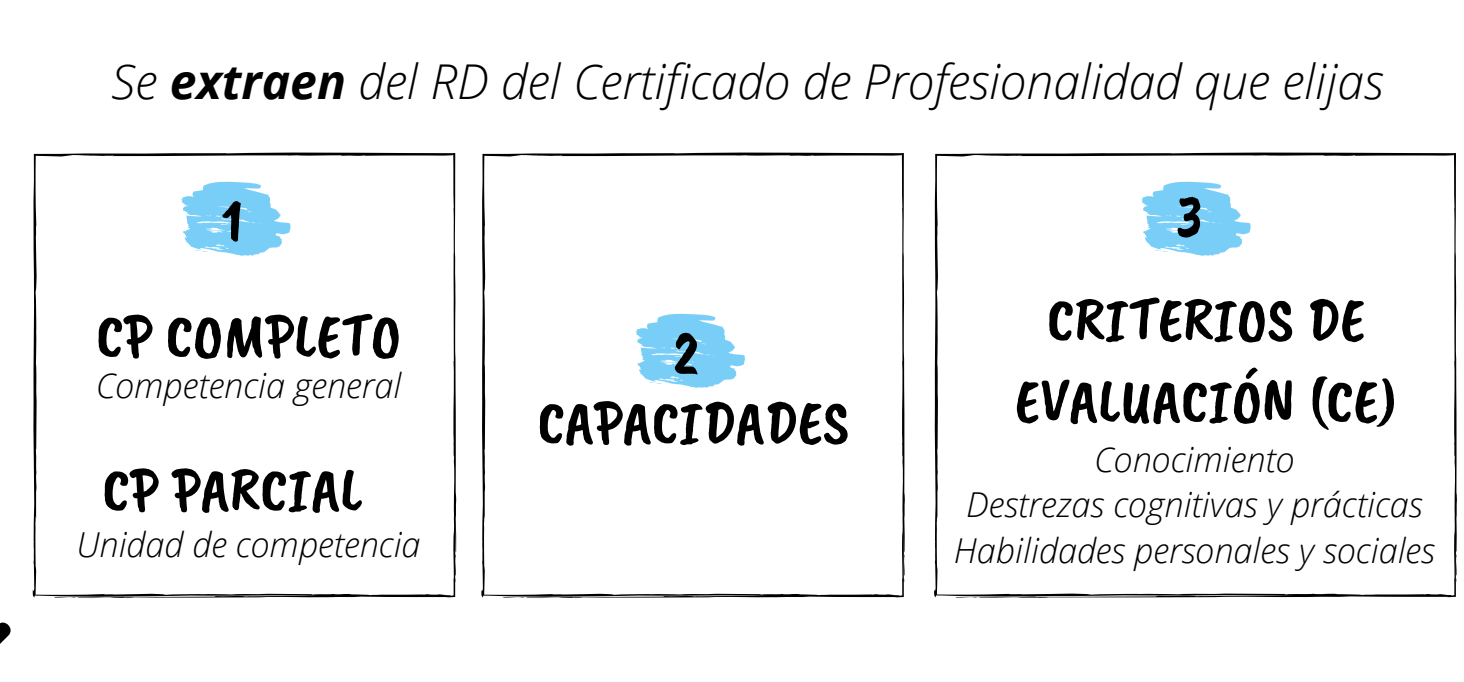 Se extraen del RD del Certificado de Profesionalidad que elijas
1
CP COMPLETO
Competencia general
CP PARCIAL
Unidad de competencia
2
CAPACIDADES
3
CRITERIOS DE
EVALUACIÓN (CE)
Conocimiento
Destrezas cognitivas y prácticas
Habilidades personales y sociales